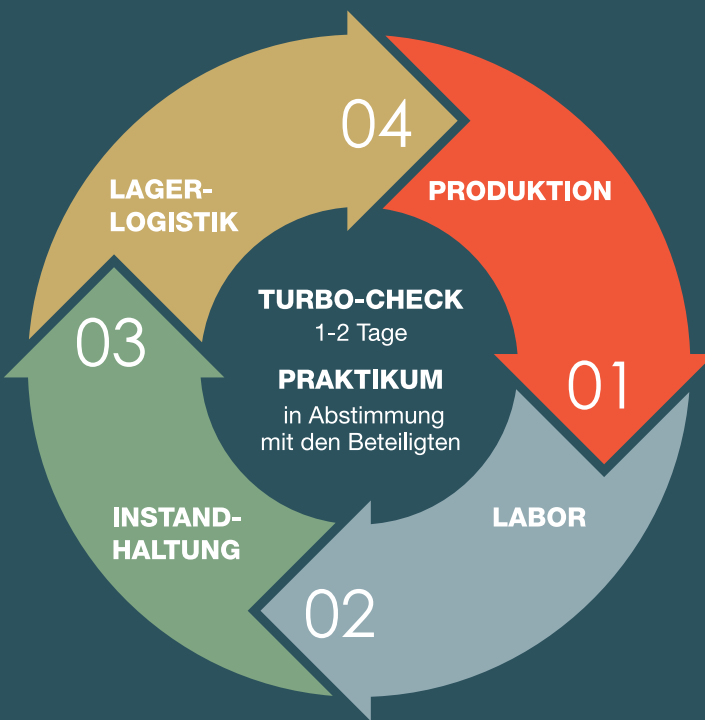 04
LAGER-
LOGISTIK
PRODUKTION
TURBO-CHECK
1-2 Tage
PRAKTIKUM
in Abstimmung
mit den Beteiligten
03
01
INSTAND-
HALTUNG
LABOR
02